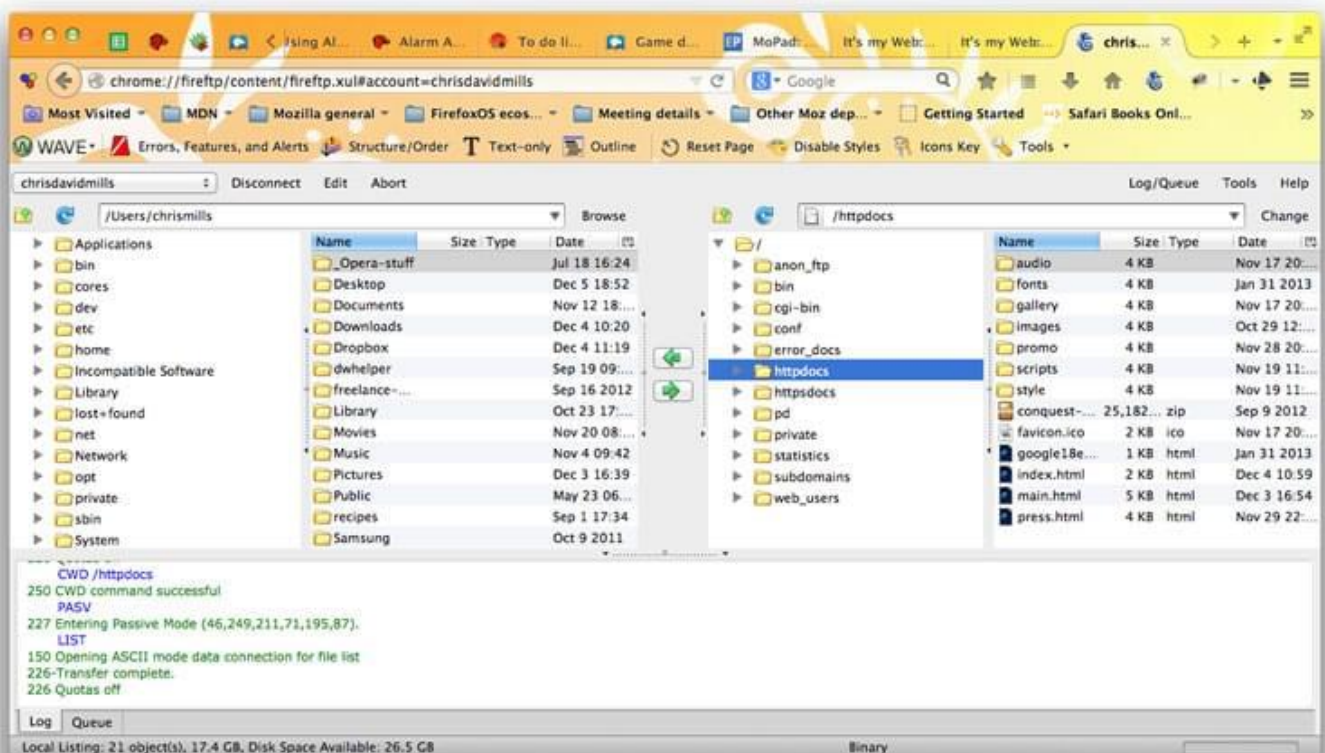 Using Al... Alarm A... To do li... Game d... EP MoPad:... It's my Web:... It's my Web:... chris...
chrome://fireftp/content/fireftp.xul#account=chrisdavidmills Google
Most Visited MDN Mozilla general FirefoxOS ecos... Meeting details Other Moz dep... Getting Started Safari Books Onl...
WAVE Errors, Features, and Alerts Structure/Order Text-only Outline Reset Page Disable Styles Icons Key Tools
chrisdavidmills Disconnect Edit Abort Log/Queue Tools Help
/Users/chrismills Browse /httpdocs Change
Applications
bin
cores
dev
etc
home
Incompatible Software
Library
lost+found
net
Network
opt
private
sbin
System
Name Size Type Date
_Opera-stuff Jul 18 16:24
Desktop Dec 5 18:52
Documents Nov 12 18:...
Downloads Dec 4 10:20
Dropbox Dec 4 11:19
dwhelper Sep 19 09:...
freelance-... Sep 16 2012
Library Oct 23 17:...
Movies Nov 20 08:...
Music Nov 4 09:42
Pictures Dec 3 16:39
Public May 23 06...
recipes Sep 1 17:34
Samsung Oct 9 2011
/
anon_ftp
bin
cgi-bin
conf
error_docs
httpdocs
httpsdocs
pd
private
statistics
subdomains
web_users
Name Size Type Date
audio 4 KB Nov 17 20:...
fonts 4 KB Jan 31 2013
gallery 4 KB Nov 17 20:...
images 4 KB Oct 29 12:...
promo 4 KB Nov 28 20:...
scripts 4 KB Nov 19 11:...
style 4 KB Nov 19 11:...
conquest-... 25,182... zip Sep 9 2012
favicon.ico 2 KB ico Nov 17 20:...
google18e... 1 KB html Jan 31 2013
index.html 2 KB html Dec 4 10:59
main.html 5 KB html Dec 3 16:54
press.html 4 KB html Nov 29 22:...
CWD /httpdocs
250 CWD command successful
PASV
227 Entering Passive Mode (46,249,211,71,195,87).
LIST
150 Opening ASCII mode data connection for file list
226-Transfer complete.
226 Quotas off
Log Queue
Local Listing: 21 object(s), 17.4 GB, Disk Space Available: 26.5 GB Binary